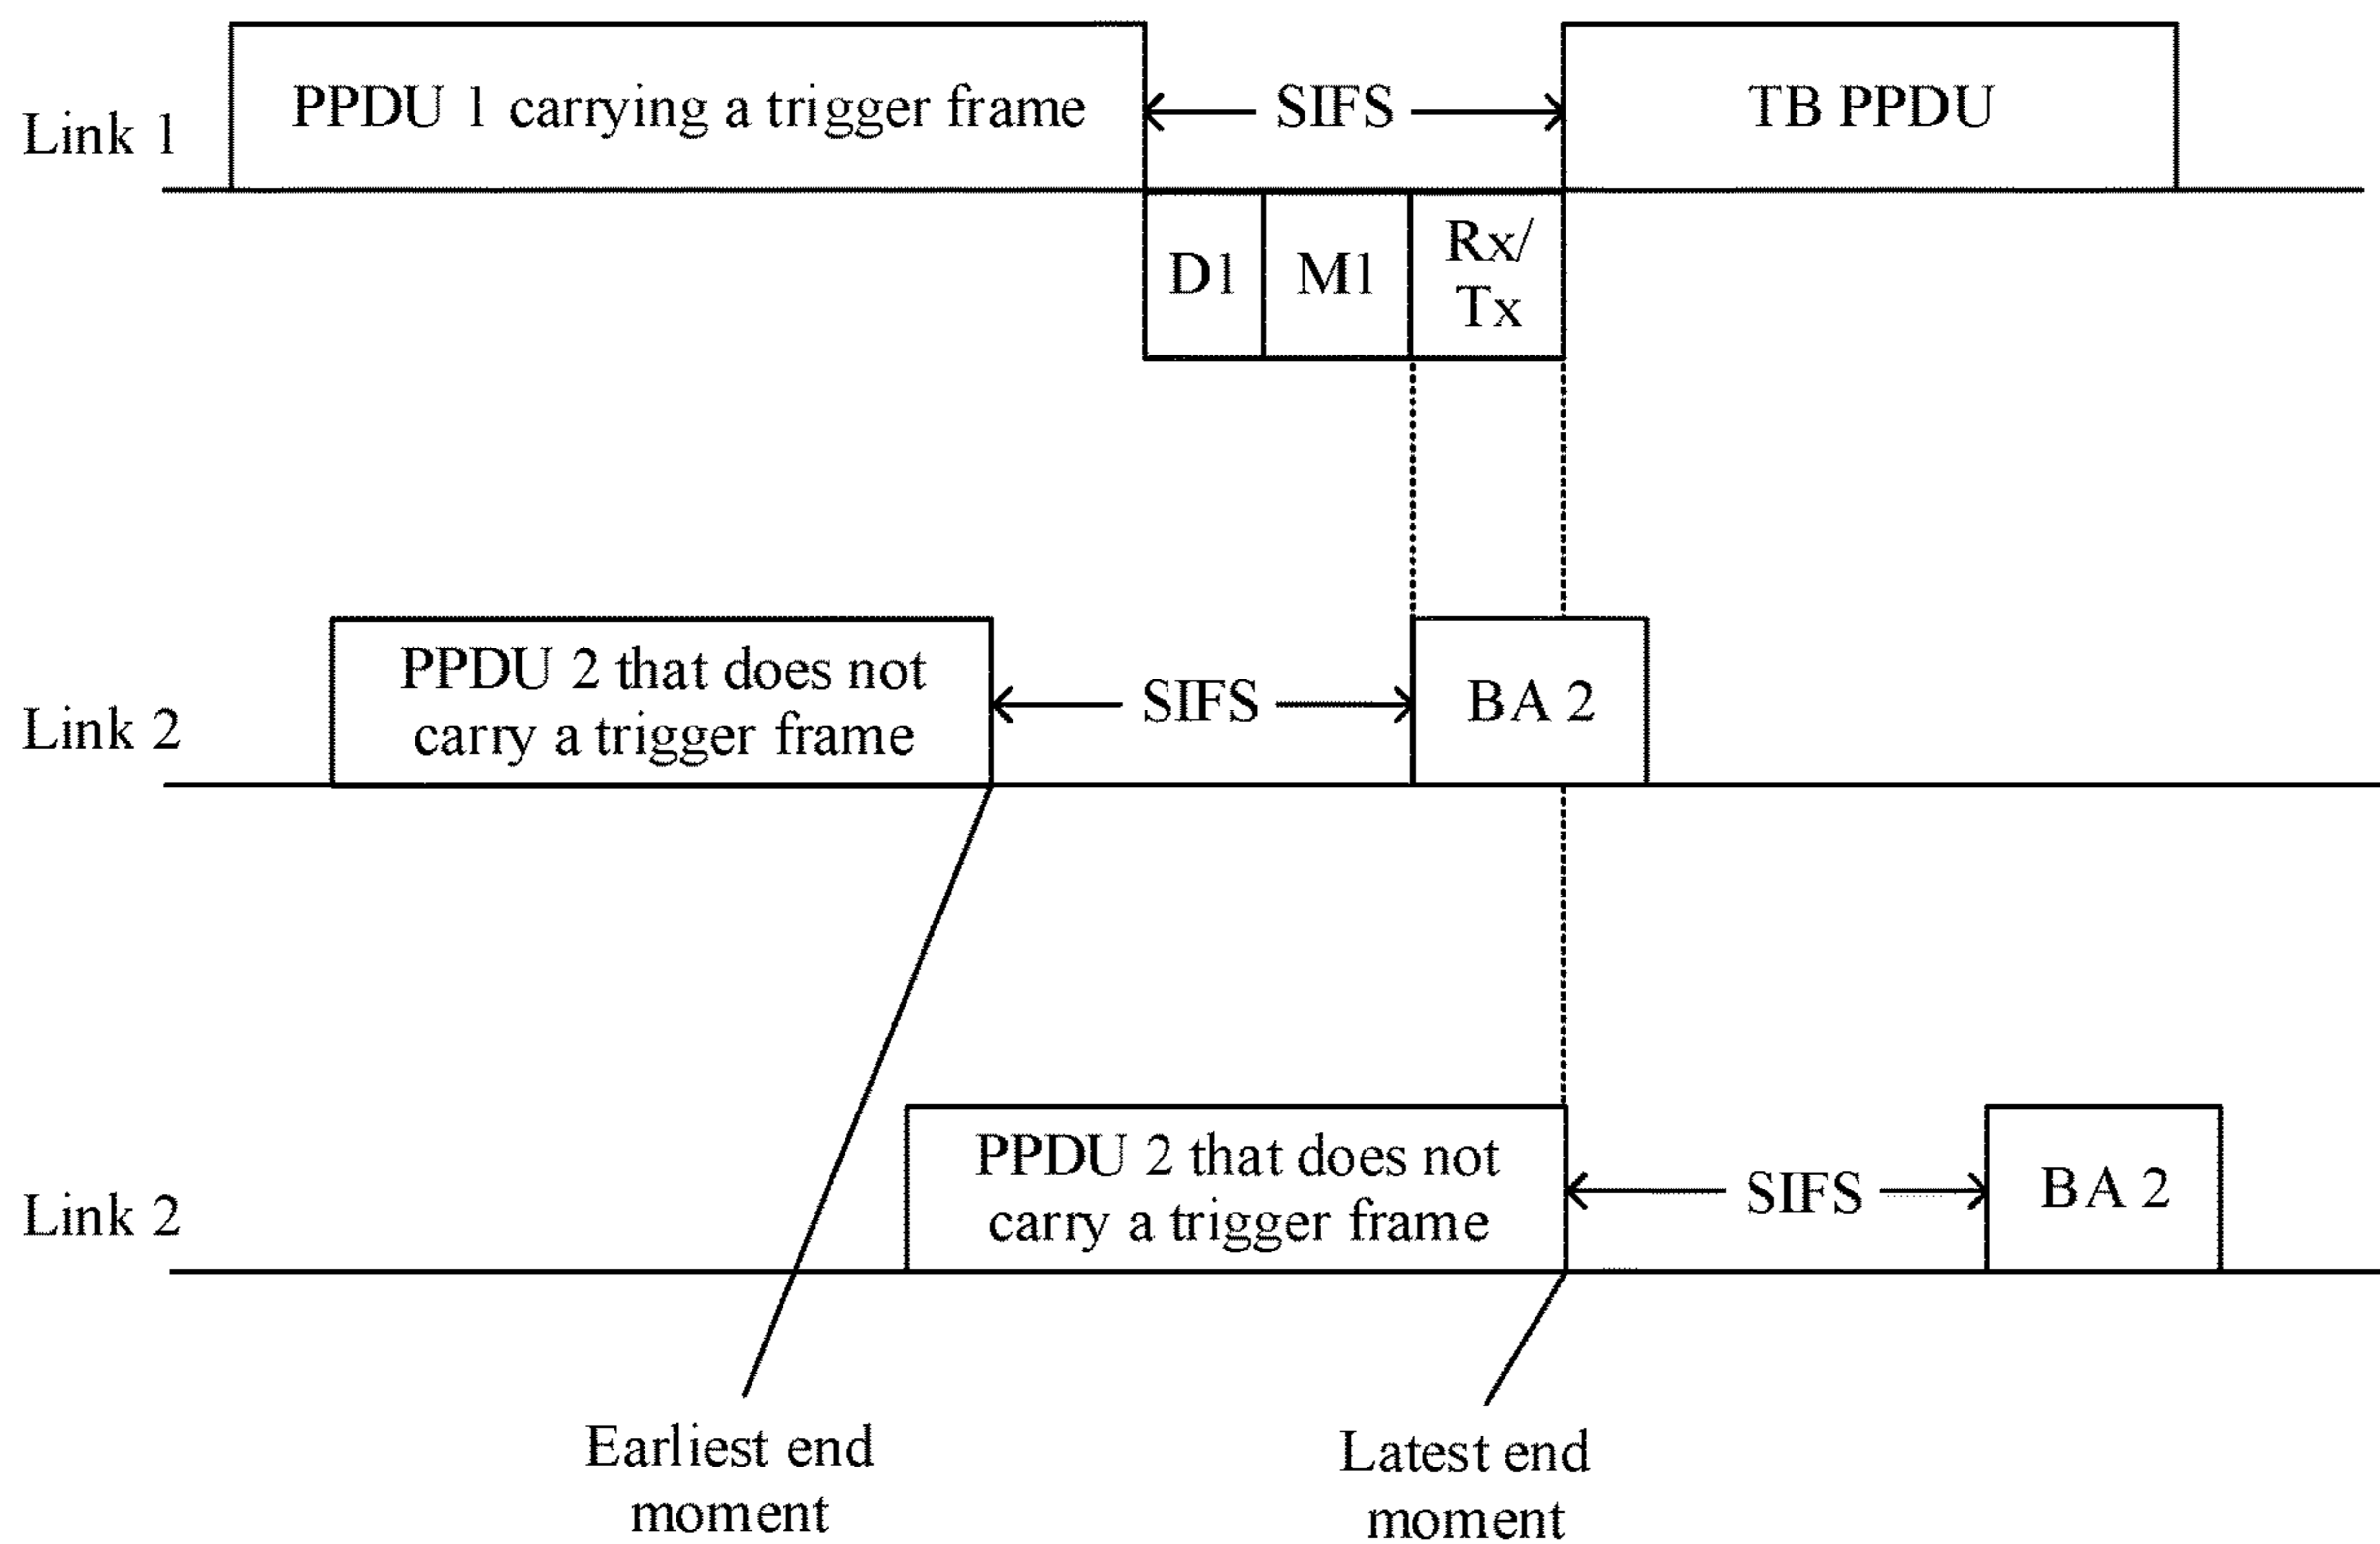 Link 1
PPDU 1 carrying a trigger frame
SIFS
TB PPDU
D1
M1
Rx/
Tx
Link 2
PPDU 2 that does not
carry a trigger frame
SIFS
BA 2
Link 2
PPDU 2 that does not
carry a trigger frame
SIFS
BA 2
Earliest end
moment
Latest end
moment